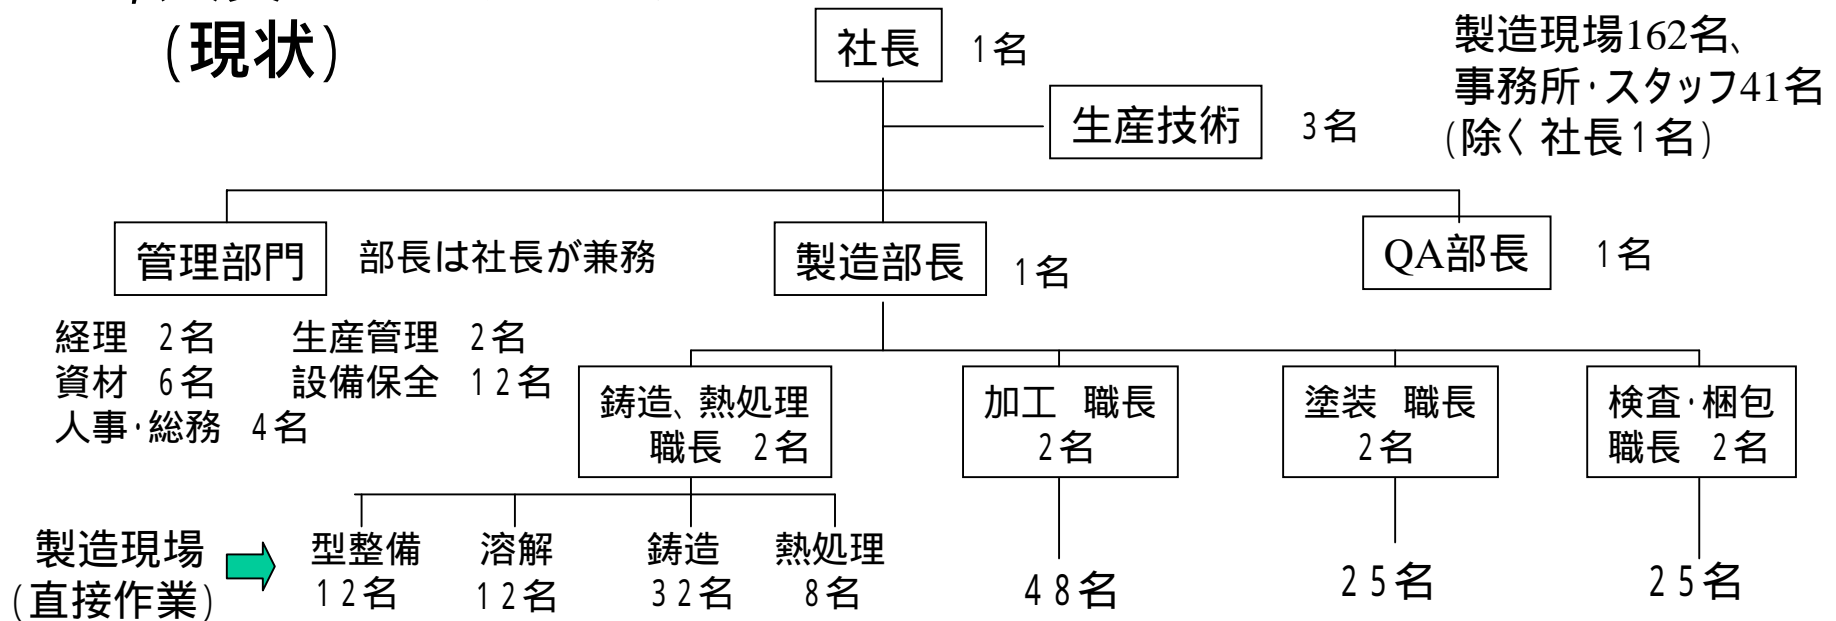 (現状)
社長 1名
製造現場162名、
事務所・スタッフ41名
(除く 社長1名)
生産技術 3名
管理部門 部長は社長が兼務
製造部長 1名
QA部長 1名
経理 2名 生産管理 2名
資材 6名 設備保全 12名
人事・総務 4名
鋳造、熱処理
職長 2名
加工 職長
2名
塗装 職長
2名
検査・梱包
職長 2名
製造現場
(直接作業)
型整備
12名
溶解
12名
鋳造
32名
熱処理
8名
48名
25名
25名